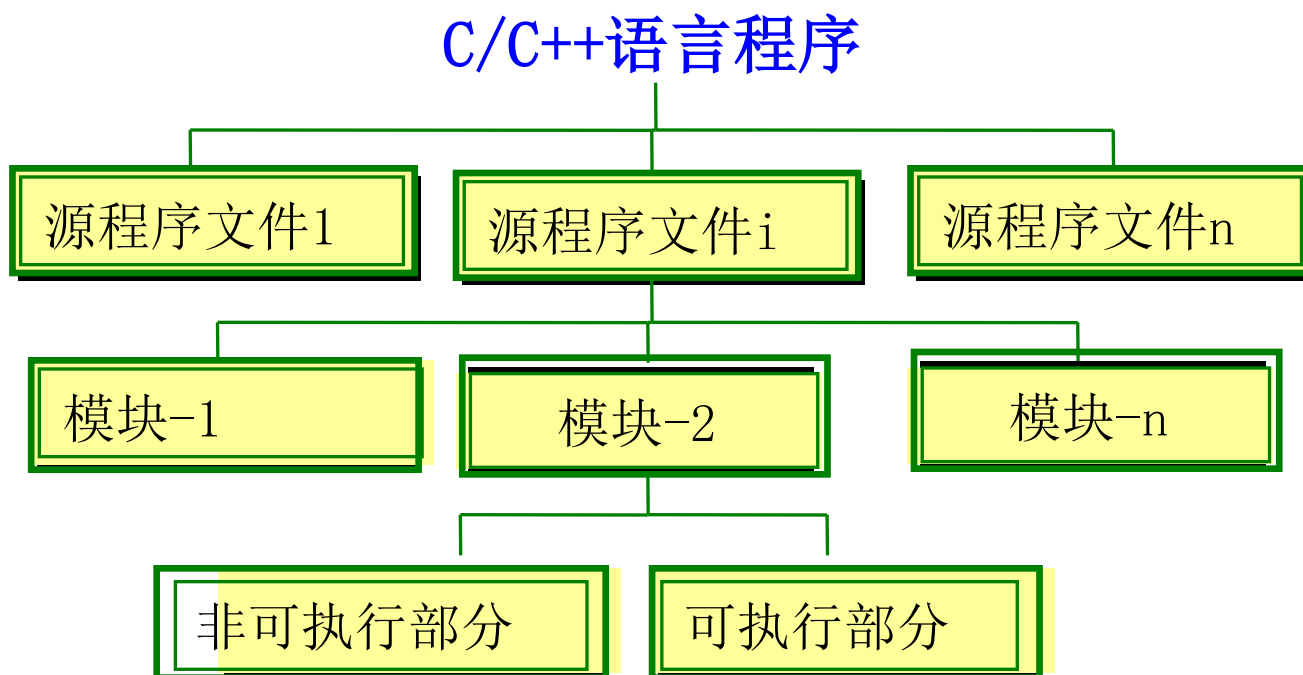 C/C++语言程序
源程序文件1
源程序文件i
源程序文件n
模块-1
模块-2
模块-n
非可执行部分
可执行部分